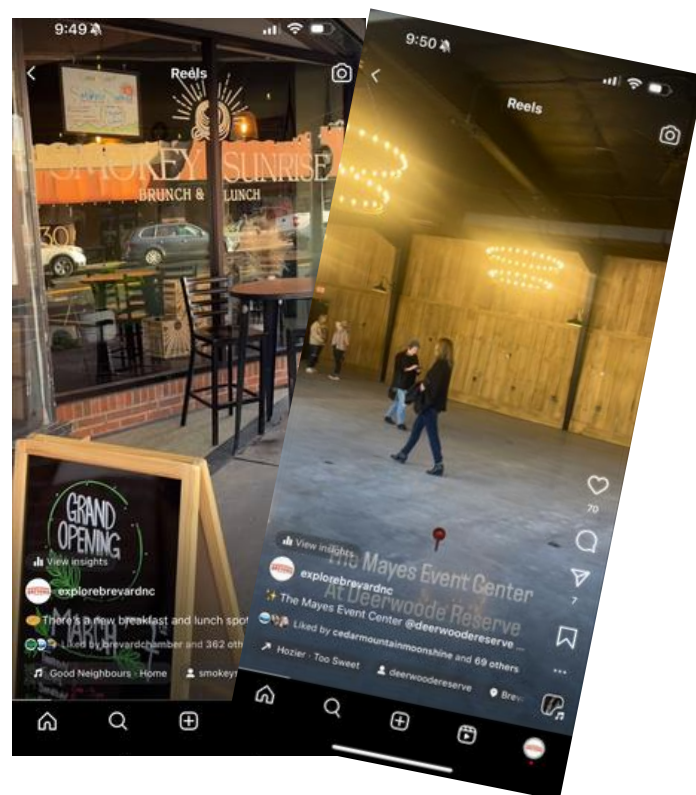 9:49
Reels
SMOKEY SUNRISE
BRUNCH & LUNCH
GRAND
OPENING
MARCH
View insights
explorebrevardnc
There's a new breakfast and lunch spot
Liked by brevardchamber and 362 oth
Good Neighbours · Home
smokeyr
9:50
Reels
70
7
The Mayes Event Center
At Deerwoode Reserve
View insights
explorebrevardnc
✨The Mayes Event Center @deerwoodereserve ...
Liked by cedarmountainmoonshine and 69 others
Hozier · Too Sweet
deerwoodereserve
Brev